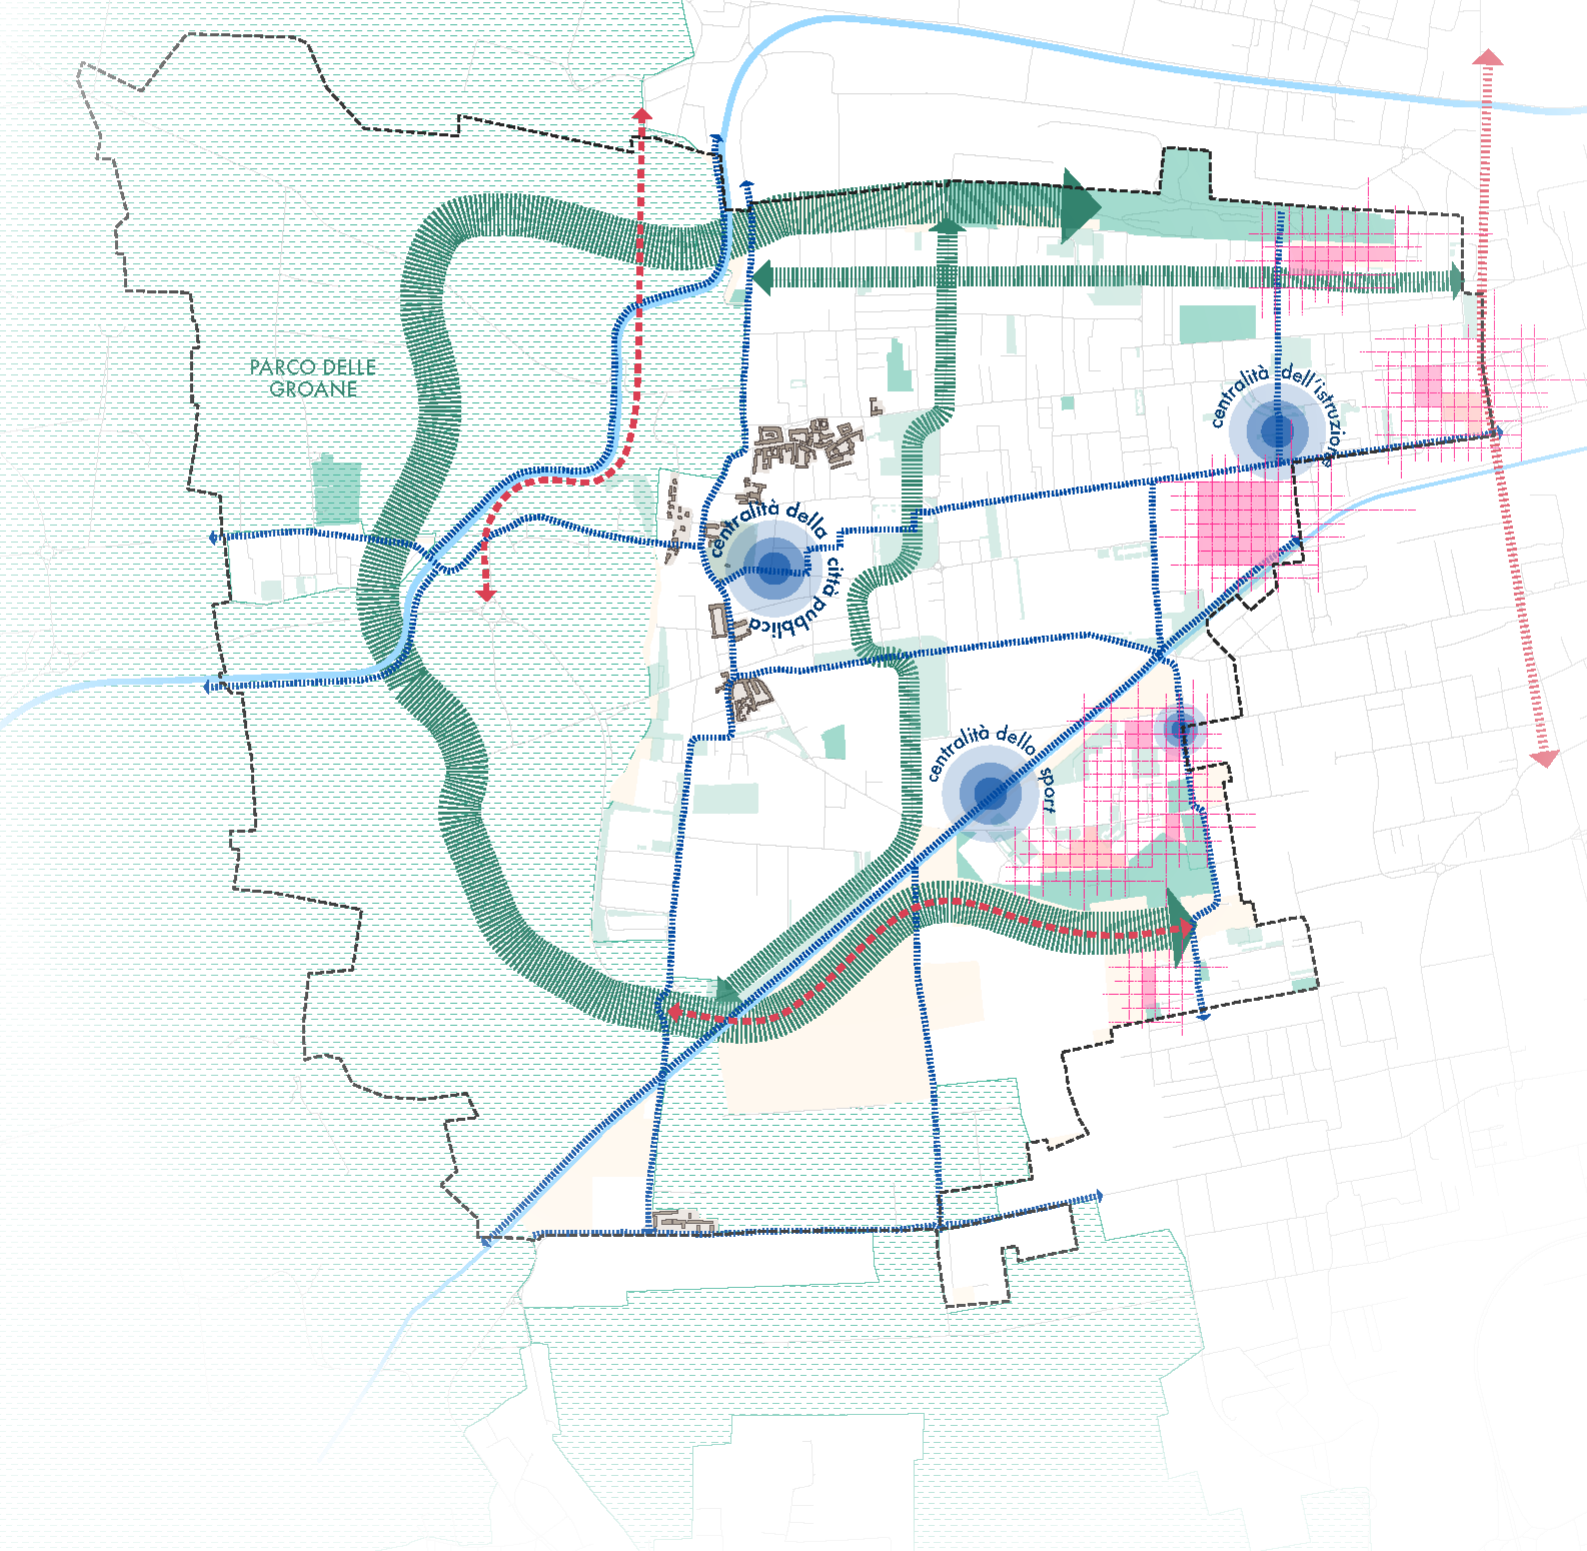 PARCO DELLE
GROANE
centralità dell'istruzione
centralità della città pubblica
centralità dello sport